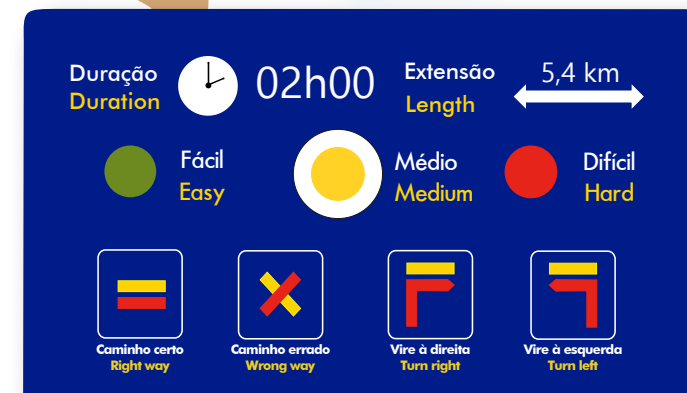 Duração
Duration
02h00
Extensão
Length
5,4 km
Fácil
Easy
Médio
Medium
Difícil
Hard
Caminho certo
Right way
Caminho errado
Wrong way
Vire à direita
Turn right
Vire à esquerda
Turn left